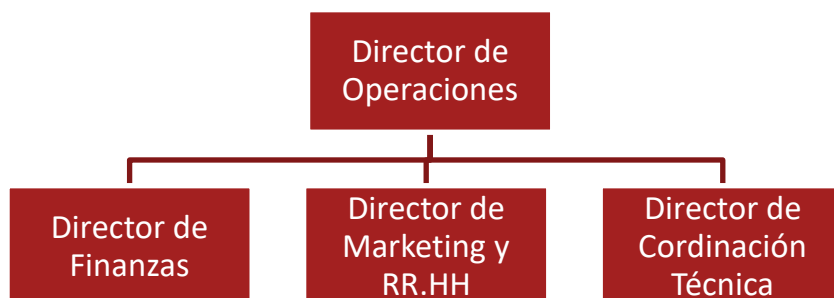 Director de
Operaciones
Director de
Finanzas
Director de
Marketing y
RR.HH
Director de
Cordinación
Técnica